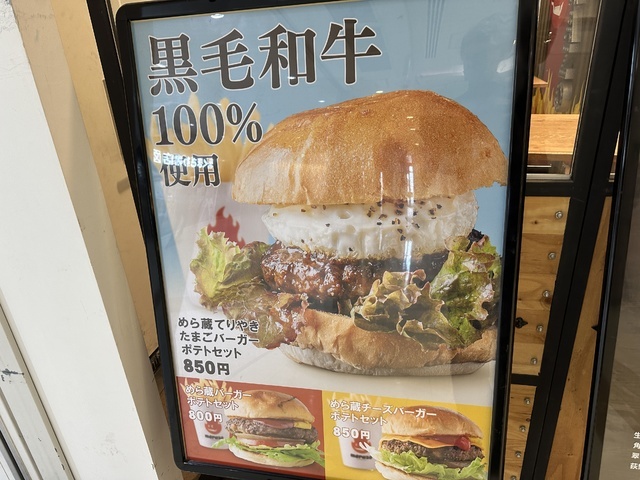 黒毛和牛
100%
使用
めら蔵てりやき
たまごバーガー
ポテトセット
850円
めら蔵バーガー
ポテトセット
800円
めら蔵チーズバーガー
ポテトセット
850円